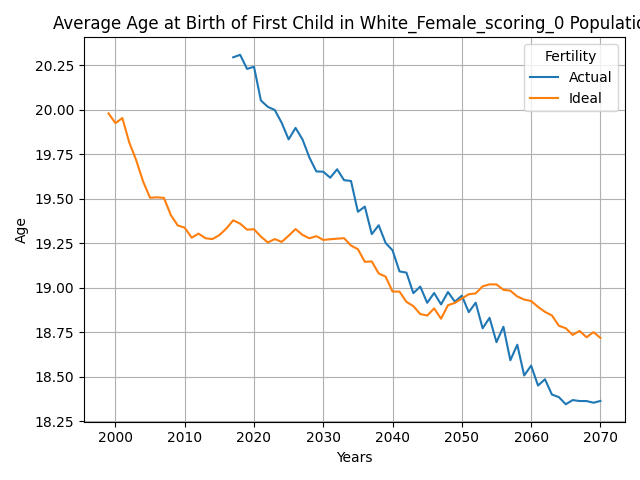 Average Age at Birth of First Child in White_Female_scoring_0 Populatio
Fertility
Actual
Ideal
20.25
20.00
19.75
19.50
19.25
19.00
18.75
18.50
18.25
Age
2000 2010 2020 2030 2040 2050 2060 2070
Years